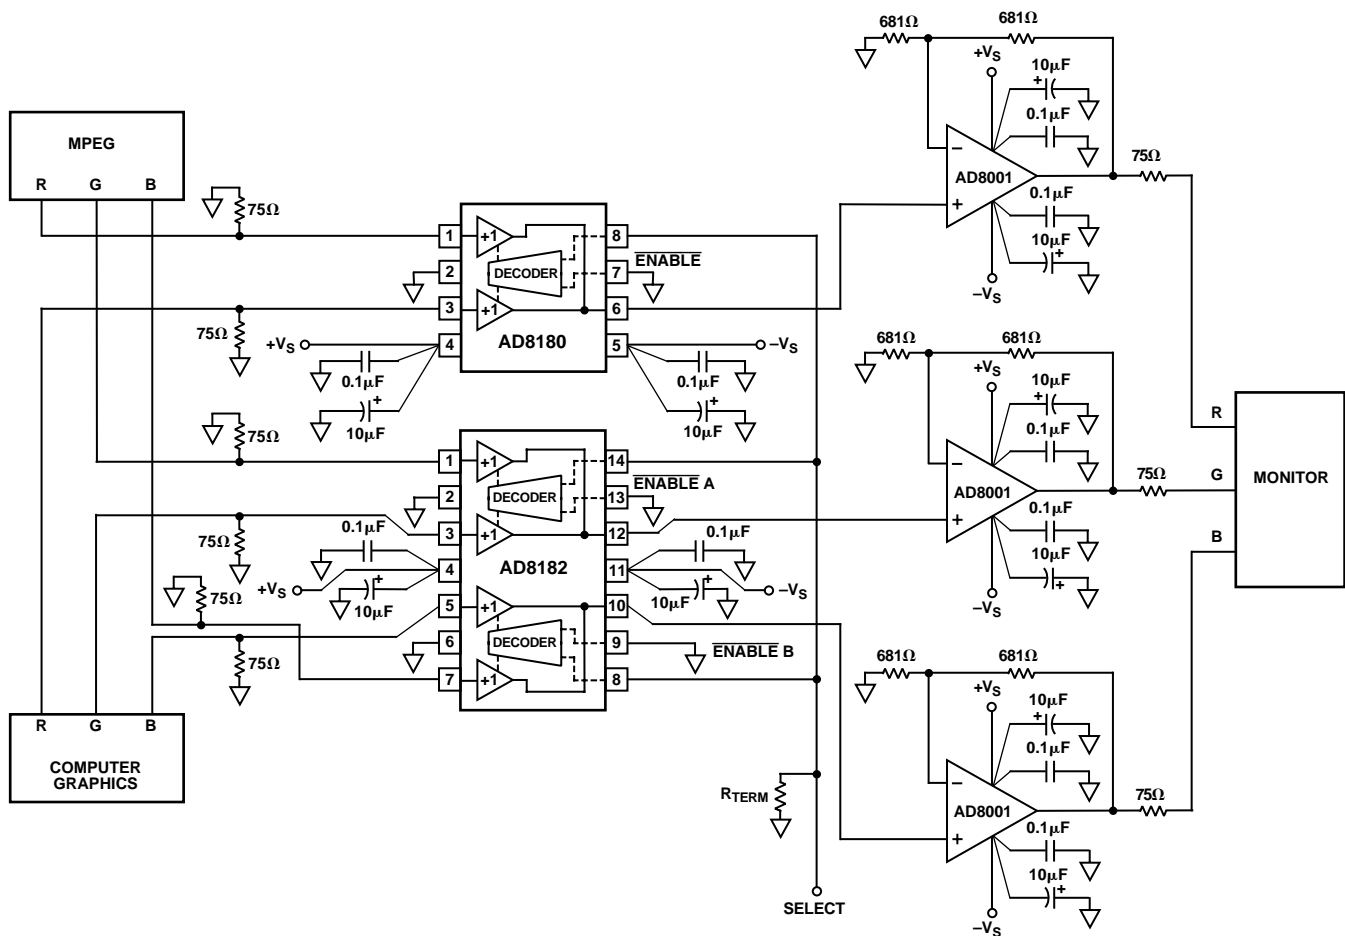 MPEG
R G B
75Ω
75Ω
75Ω
75Ω
75Ω
75Ω
R G B
COMPUTER
GRAPHICS
1
2
3
4
+1
+1
DECODER
AD8180
8
7
6
5
ENABLE
+VS
0.1µF
10µF
–VS
0.1µF
10µF
1
2
3
4
5
6
7
+1
+1
DECODER
AD8182
+1
+1
DECODER
14
13
12
11
10
9
8
ENABLE A
ENABLE B
+VS
0.1µF
10µF
–VS
0.1µF
10µF
RTERM
SELECT
681Ω 681Ω
+VS
10µF
0.1µF
–
AD8001
+
75Ω
0.1µF
10µF
–VS
681Ω 681Ω
+VS
10µF
0.1µF
–
AD8001
+
75Ω
0.1µF
10µF
–VS
681Ω 681Ω
+VS
10µF
0.1µF
–
AD8001
+
75Ω
0.1µF
10µF
–VS
R
G
B
MONITOR